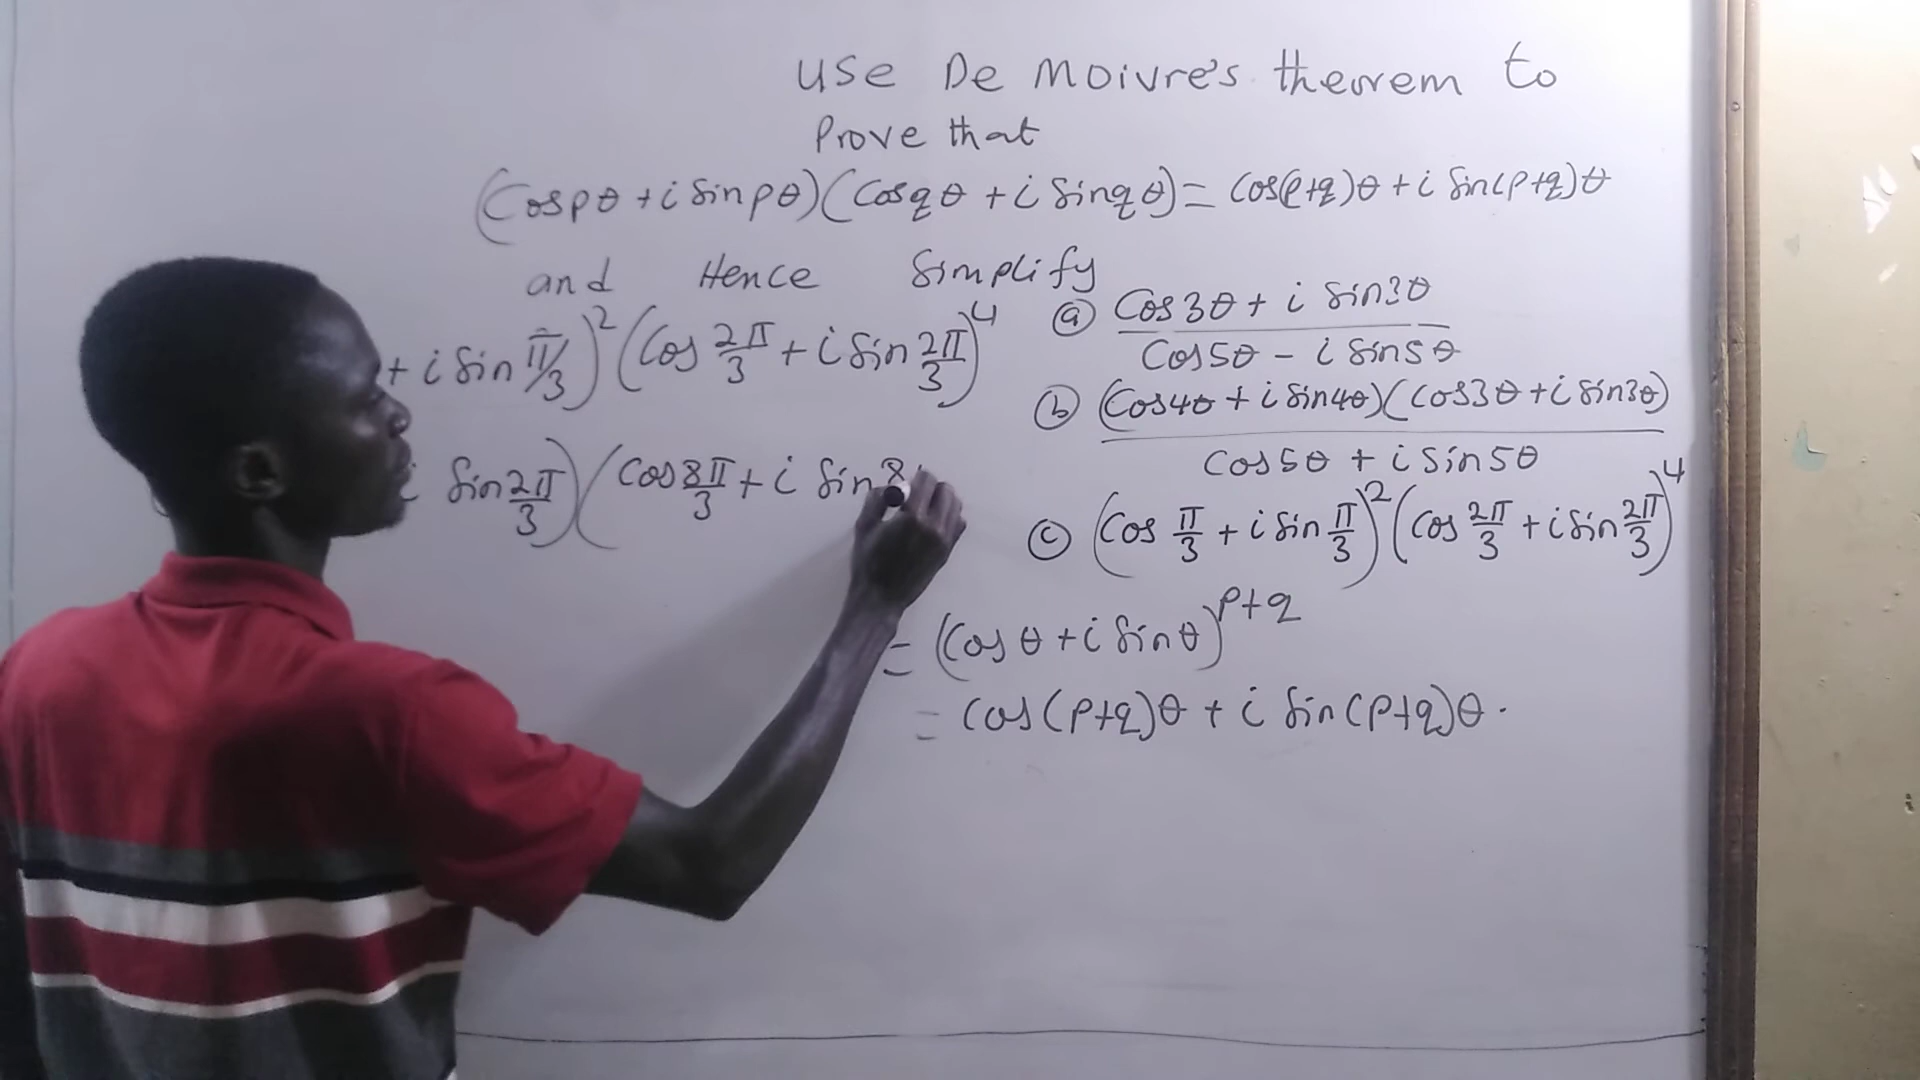 Use De Moivre's theorem to
Prove that
(Cospθ + i Sinpθ)(Cosqθ + i Sinqθ) = Cos(p+q)θ + i Sin(p+q)θ
and Hence Simplify
+ i Sin π/3)² (Cos 2π/3 + i Sin 2π/3)⁴
i Sin 2π/3)(Cos 8π/3 + i Sin 8
ⓐ Cos3θ + i Sin3θ
Cos5θ - i Sin5θ
ⓑ (Cos4θ + i Sin4θ)(Cos3θ + i Sin3θ)
Cos5θ + i Sin5θ
ⓒ (Cos π/3 + i Sin π/3)² (Cos 2π/3 + i Sin 2π/3)⁴
= (Cos θ + i Sin θ)^p+q
= Cos(p+q)θ + i Sin(p+q)θ.